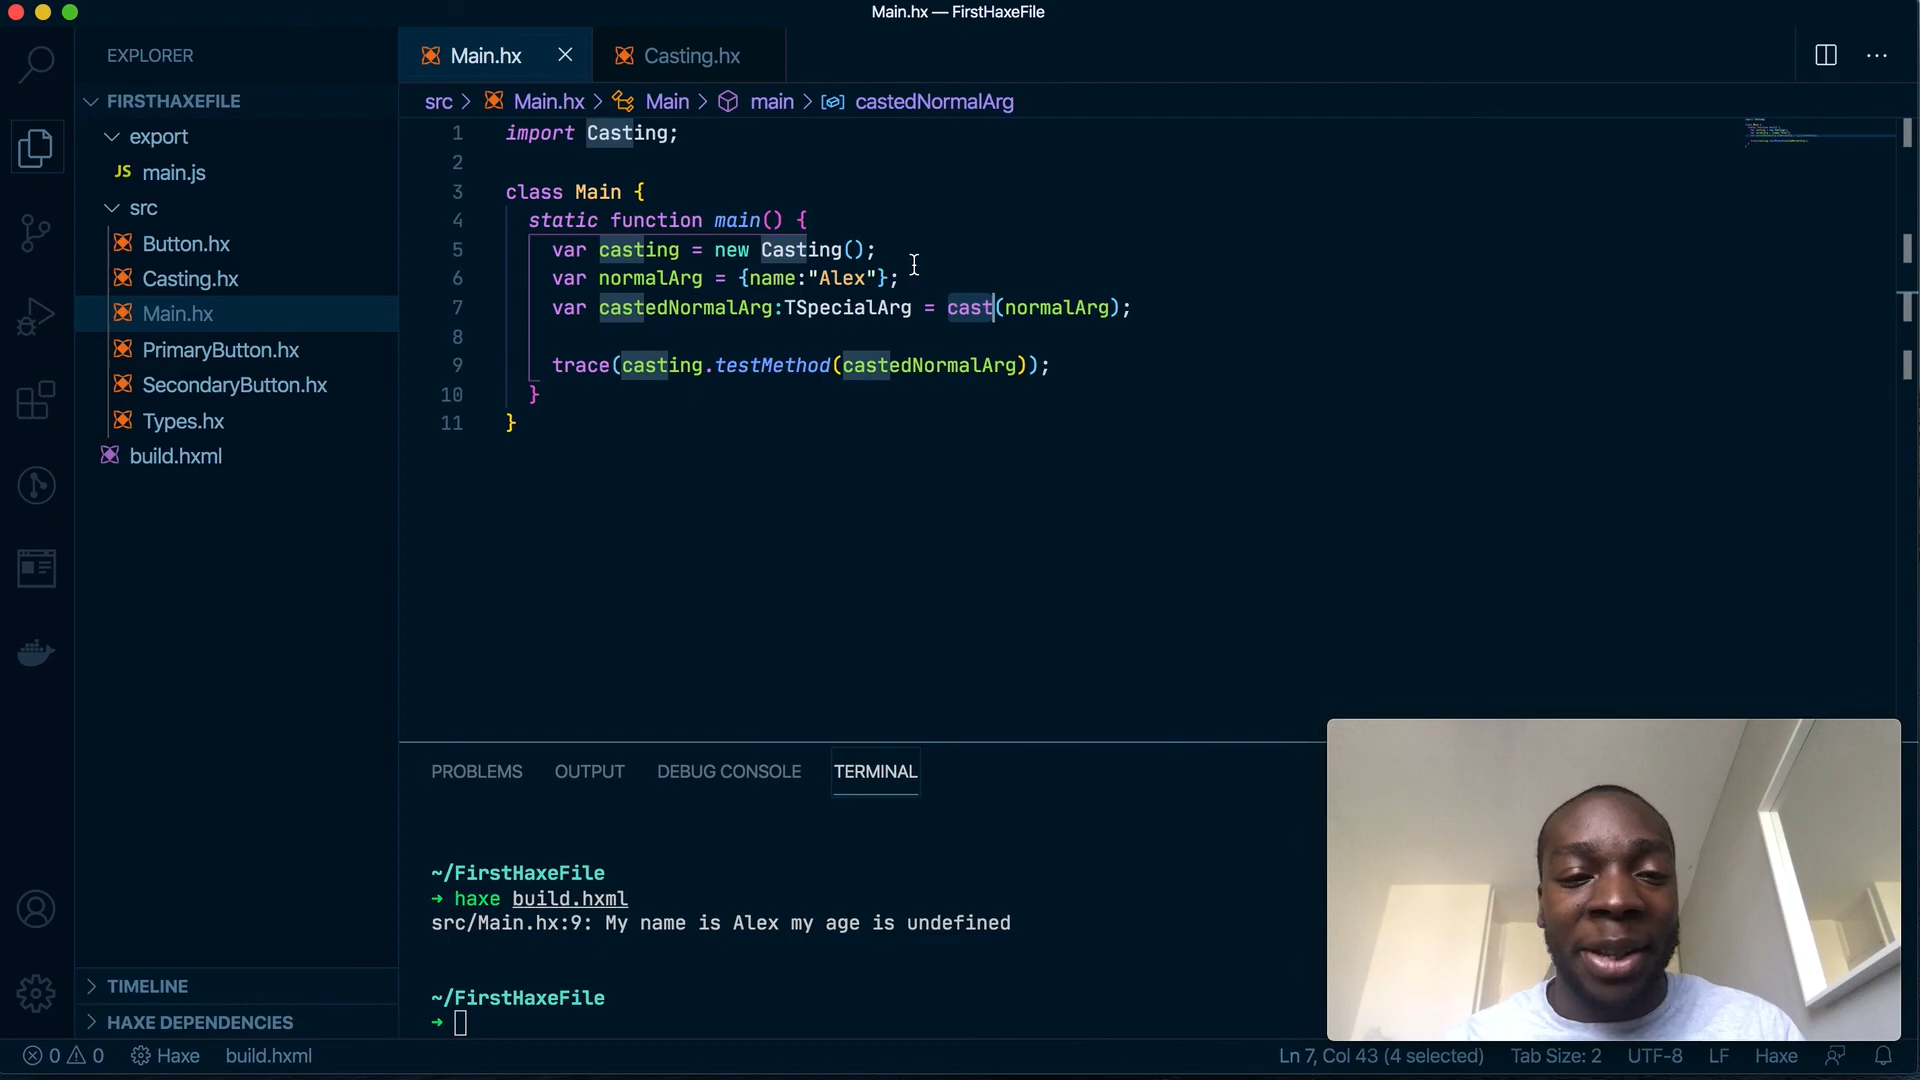 Main.hx — FirstHaxeFile
EXPLORER
FIRSTHAXEFILE
export
JS main.js
src
Button.hx
Casting.hx
Main.hx
PrimaryButton.hx
SecondaryButton.hx
Types.hx
build.hxml
TIMELINE
HAXE DEPENDENCIES
Main.hx
Casting.hx
src > Main.hx > Main > main > castedNormalArg
1 import Casting;
2
3 class Main {
4 static function main() {
5 var casting = new Casting();
6 var normalArg = {name:"Alex"};
7 var castedNormalArg:TSpecialArg = cast(normalArg);
8
9 trace(casting.testMethod(castedNormalArg));
10 }
11 }
PROBLEMS OUTPUT DEBUG CONSOLE TERMINAL
~/FirstHaxeFile
→ haxe build.hxml
src/Main.hx:9: My name is Alex my age is undefined
~/FirstHaxeFile
→
0 0 Haxe build.hxml Ln 7, Col 43 (4 selected) Tab Size: 2 UTF-8 LF Haxe